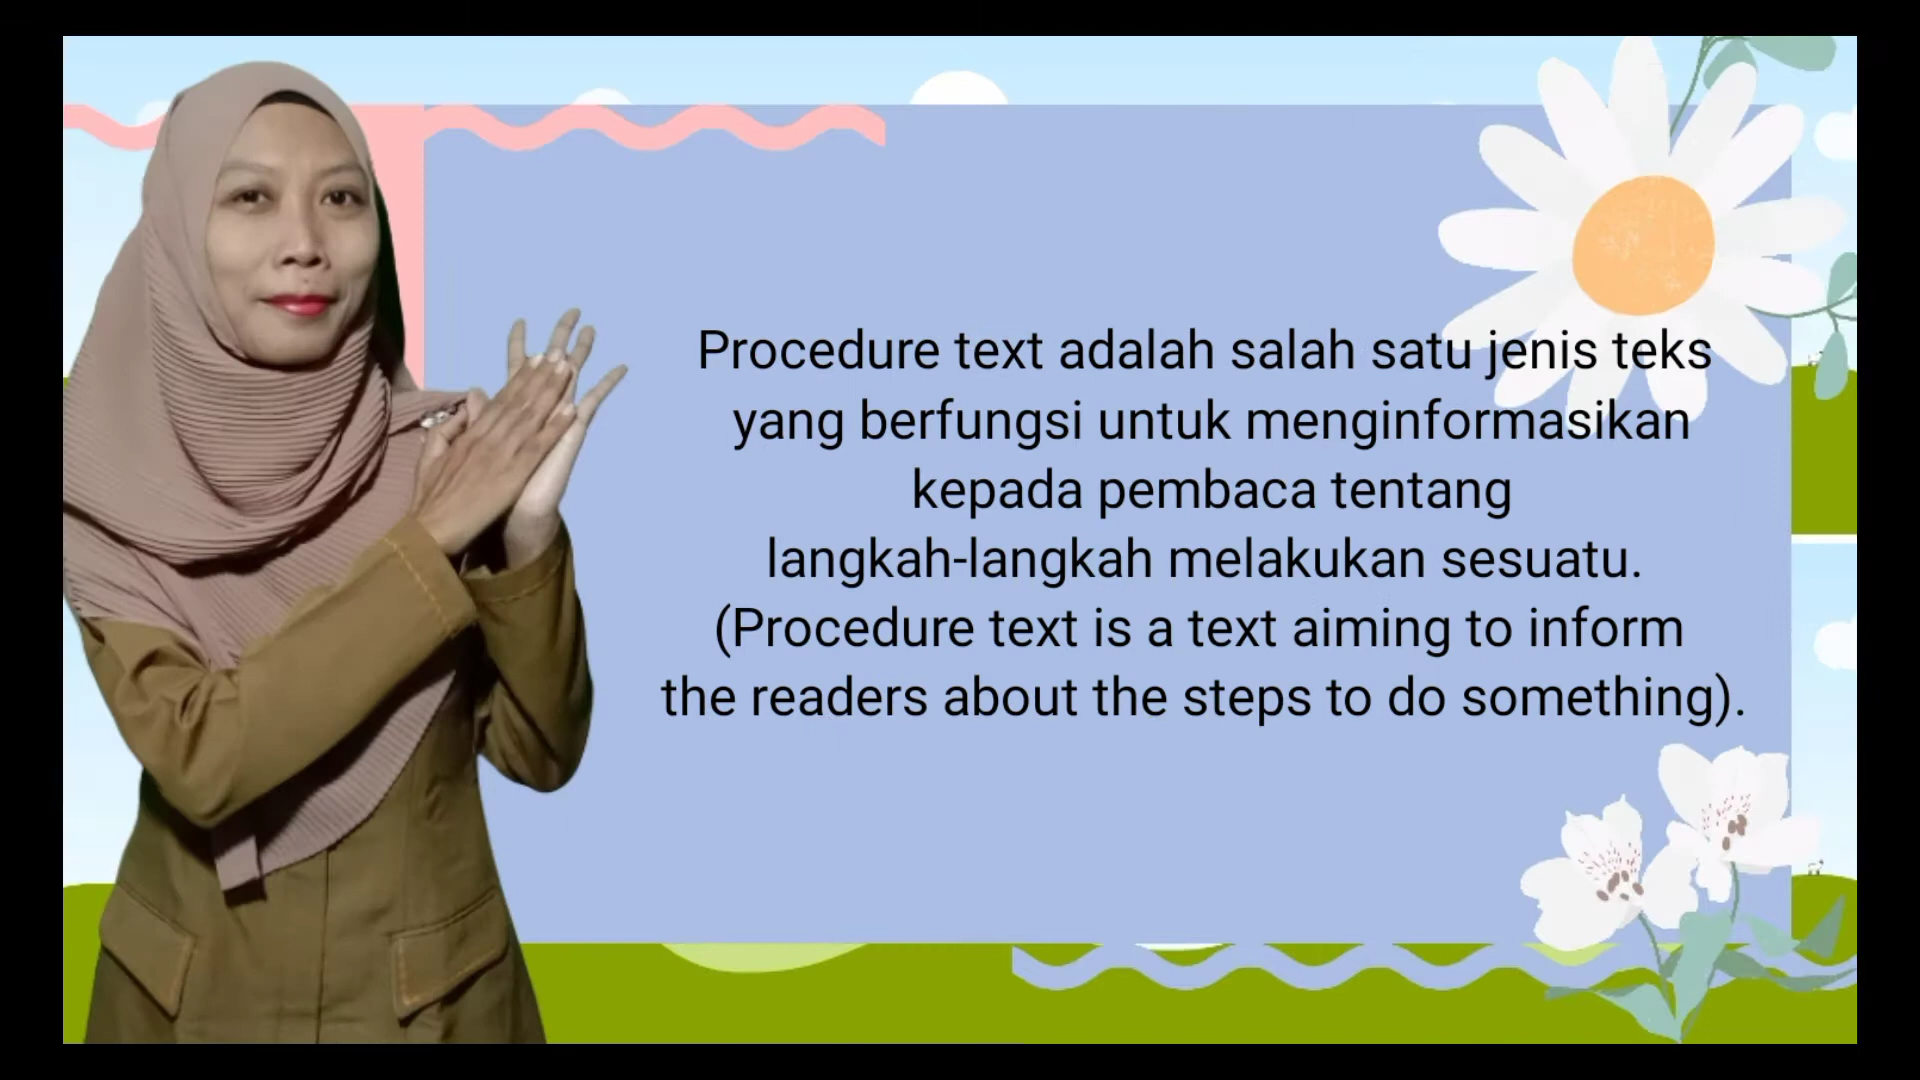 Procedure text adalah salah satu jenis teks
yang berfungsi untuk menginformasikan
kepada pembaca tentang
langkah-langkah melakukan sesuatu.
(Procedure text is a text aiming to inform
the readers about the steps to do something).